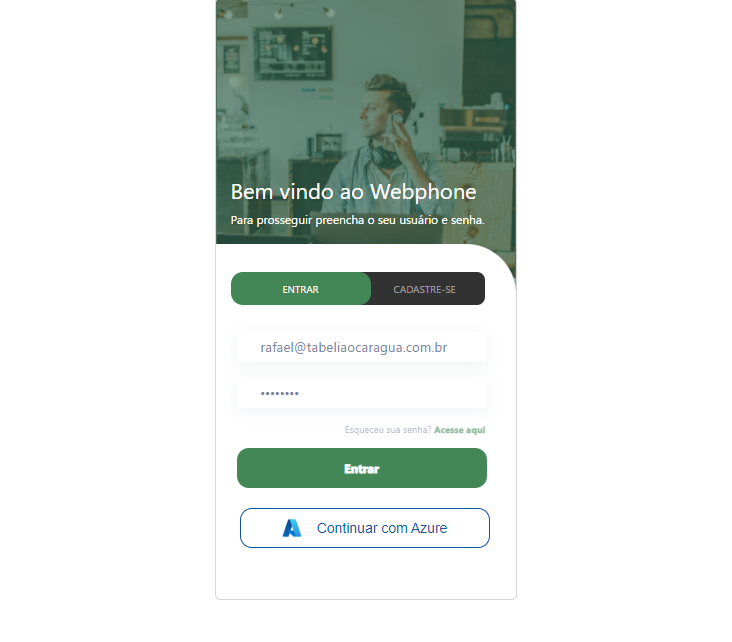 Bem vindo ao Webphone
Para prosseguir preencha o seu usuário e senha.
ENTRAR
CADASTRE-SE
rafael@tabeliaocaragua.com.br
••••••••
Esqueceu sua senha? Acesse aqui
Entrar
Continuar com Azure